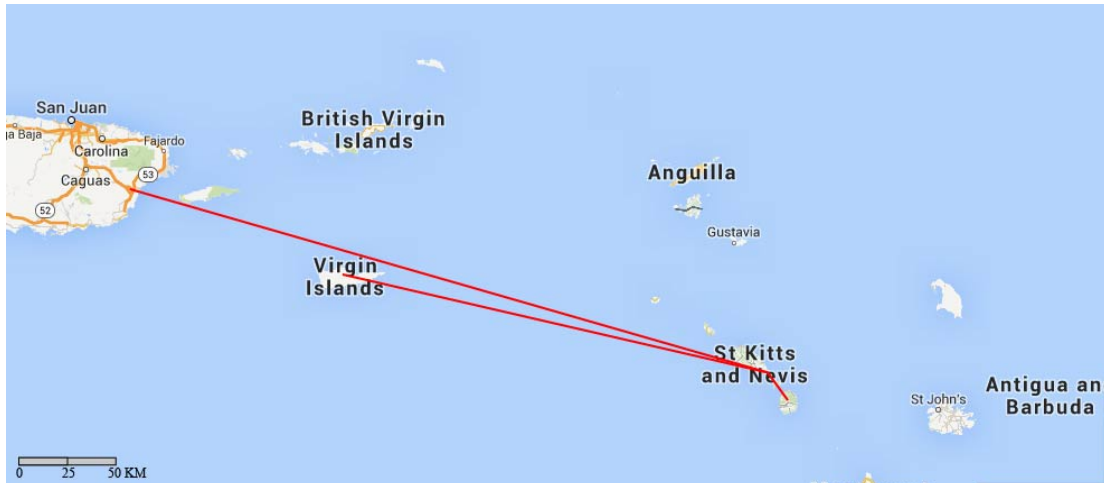 San Juan
ga Baja
Carolina
Fajardo
Caguas
53
52
British Virgin
Islands
Anguilla
Gustavia
Virgin
Islands
St Kitts
and Nevis
St John's
Antigua an
Barbuda
0 25 50 KM